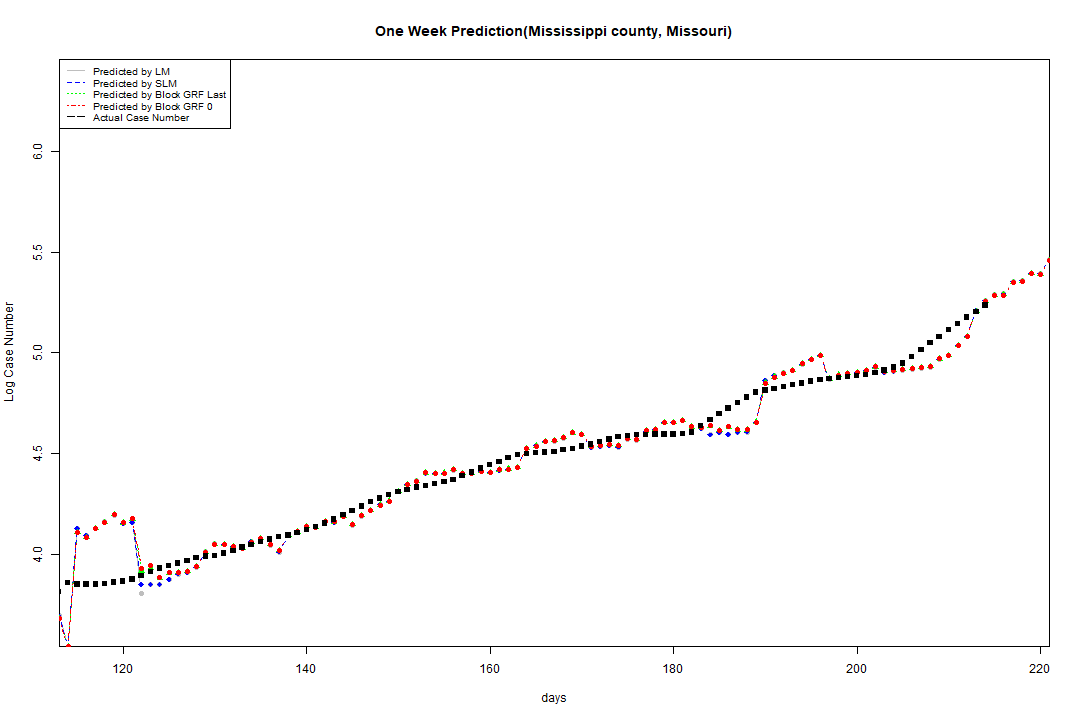 One Week Prediction(Mississippi county, Missouri)
Predicted by LM
Predicted by SLM
Predicted by Block GRF Last
Predicted by Block GRF 0
Actual Case Number
6.0
5.5
5.0
4.5
4.0
Log Case Number
120 140 160 180 200 220
days